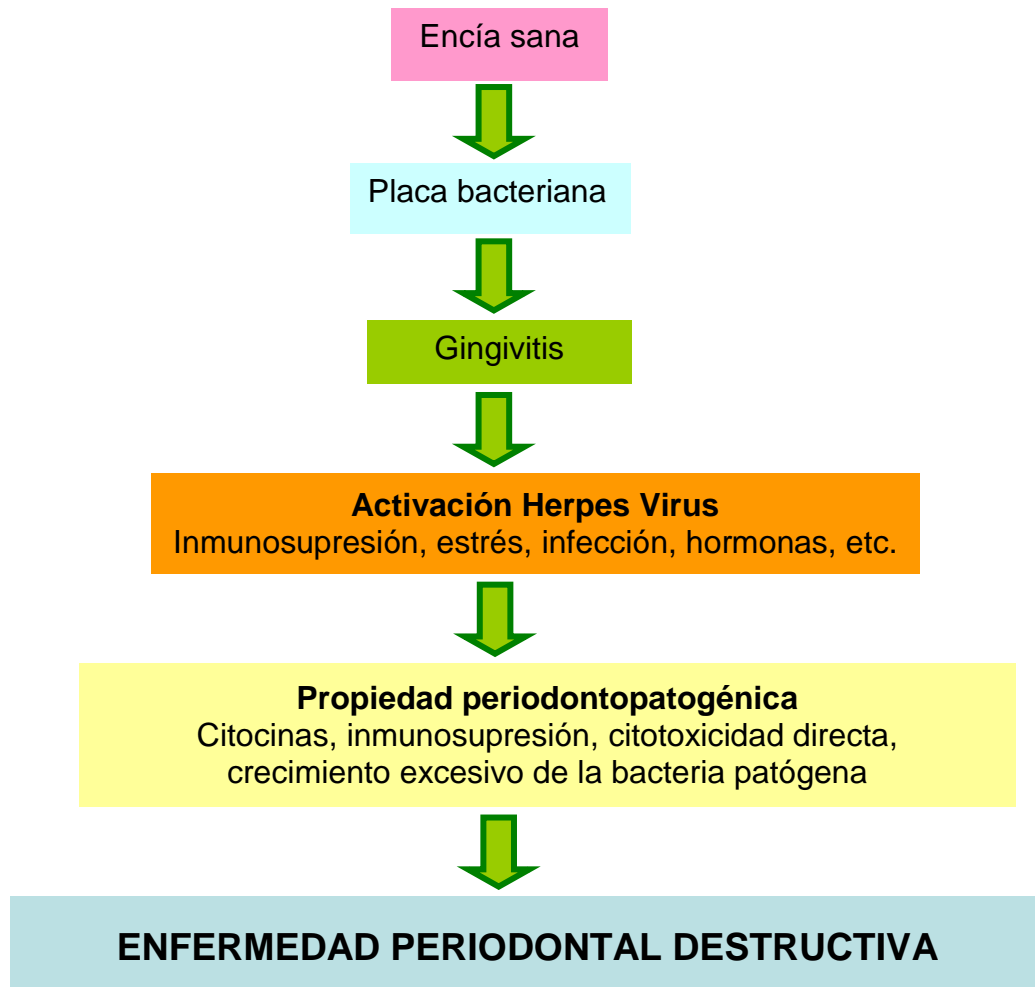 Encía sana
Placa bacteriana
Gingivitis
Activación Herpes Virus
Inmunosupresión, estrés, infección, hormonas, etc.
Propiedad periodontopatogénica
Citocinas, inmunosupresión, citotoxicidad directa,
crecimiento excesivo de la bacteria patógena
ENFERMEDAD PERIODONTAL DESTRUCTIVA